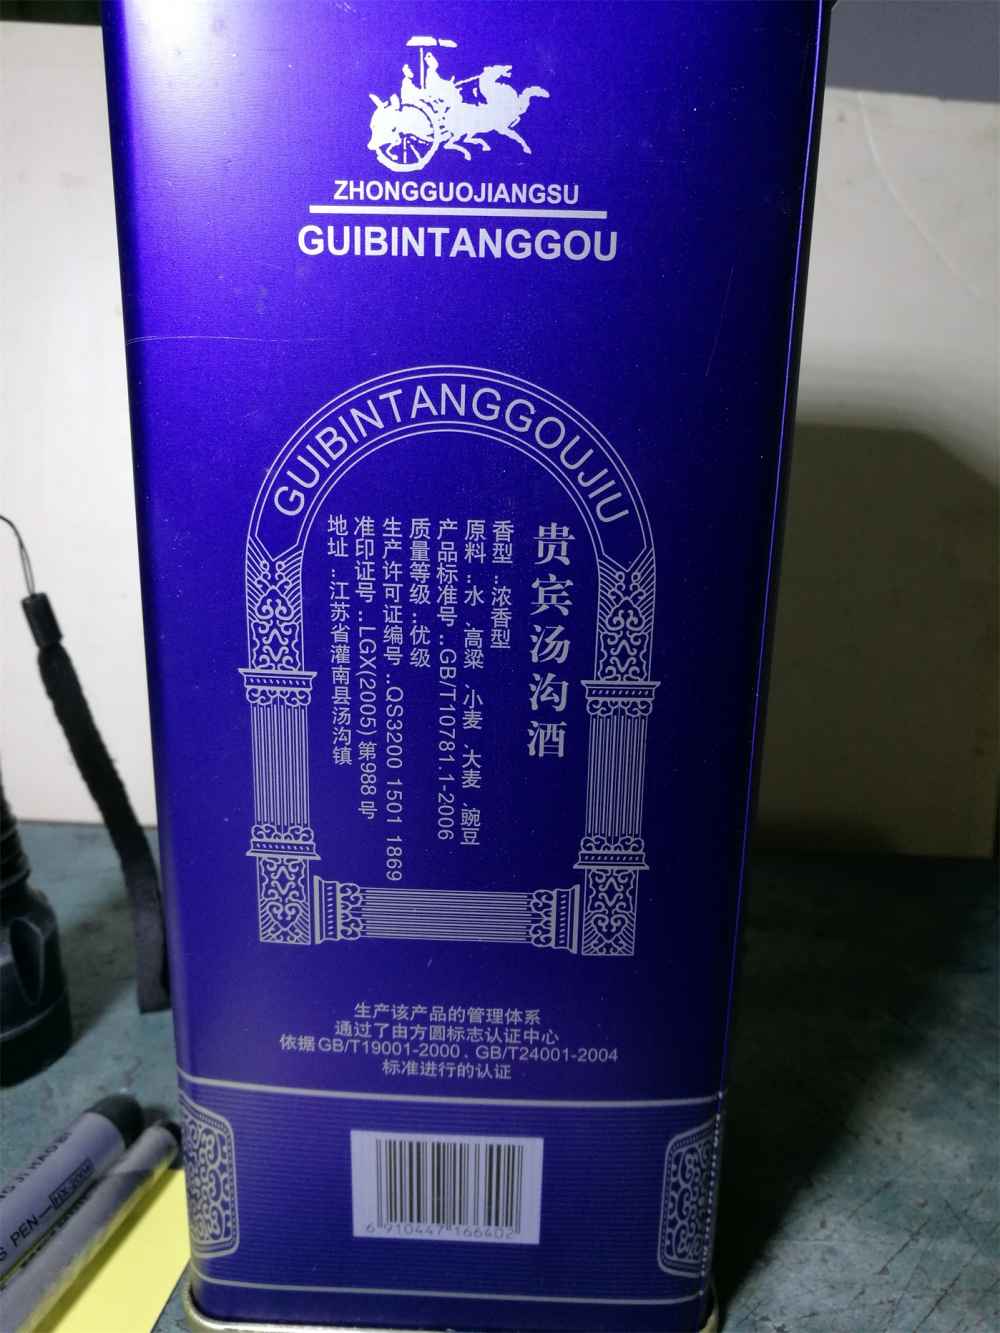 ZHONGGUOJIANGSU
GUIBINTANGGOU
GUIBINTANGGOUJIU
贵宾汤沟酒
香型:浓香型
原料:水、高粱、小麦、大麦、豌豆
产品标准号:GB/T10781.1-2006
质量等级:优级
生产许可证编号:QS3200 1501 1869
准印证号:LGX(2005)第988号
地址:江苏省灌南县汤沟镇
生产该产品的管理体系
通过了由方圆标志认证中心
依据GB/T19001-2000、GB/T24001-2004
标准进行的认证
6 910447 166402
PEN